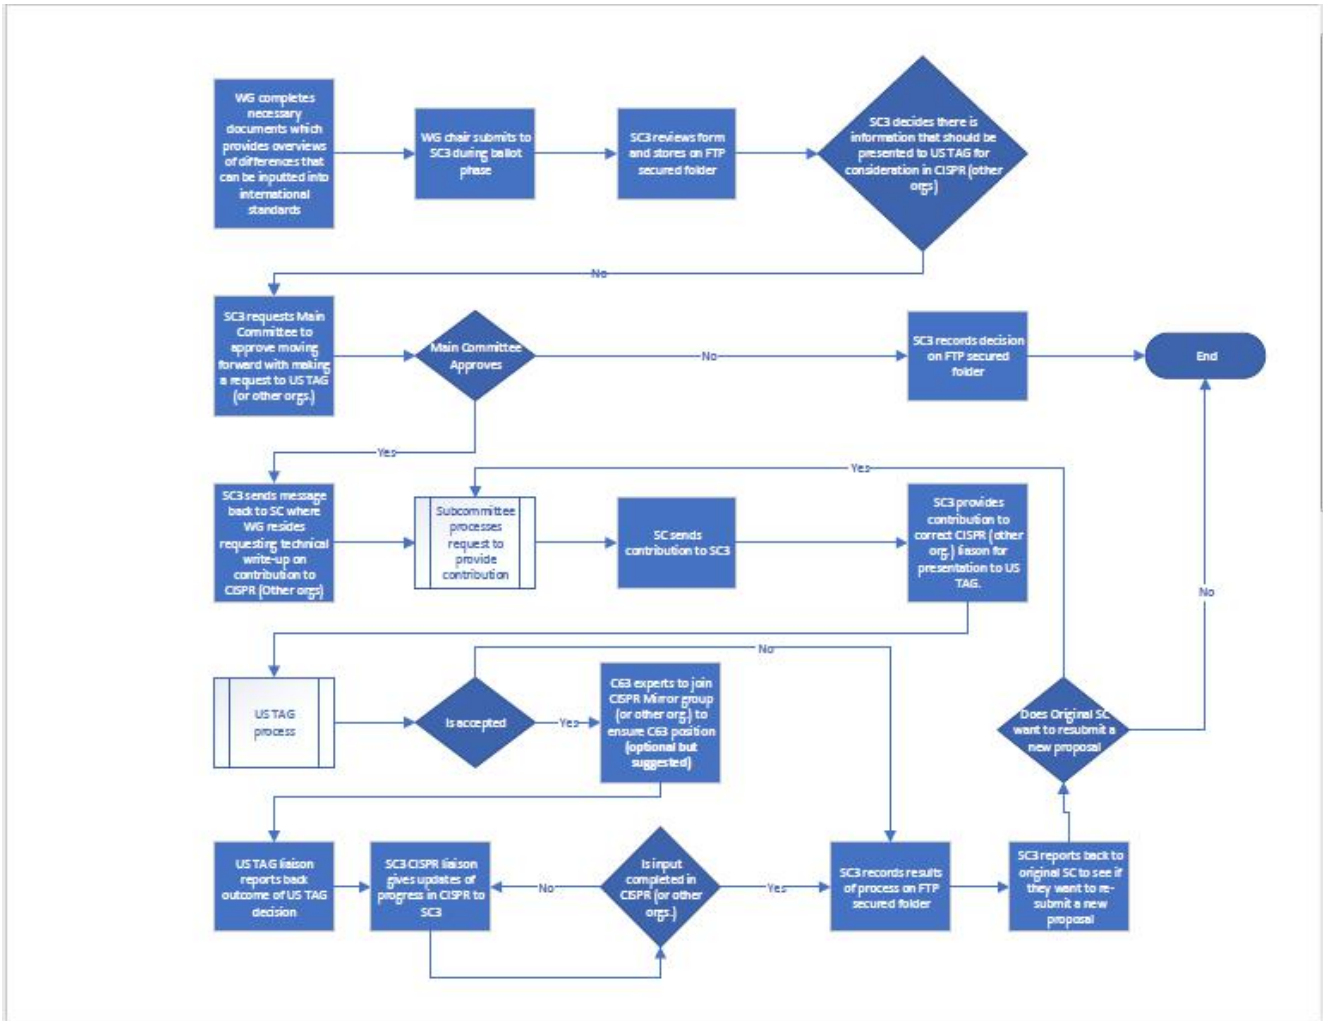 WG completes
necessary
documents which
provides overviews
of differences that
can be inputted into
international
standards
WG chair submits to
SC3 during ballot
phase
SC3 reviews form
and stores on FTP
secured folder
SC3 decides there is
information that should be
presented to US TAG for
consideration in CISPR (other
orgs.)
No
SC3 requests Main
Committee to
approve moving
forward with making
a request to US TAG
(or other orgs.)
Main Committee
Approves
No
SC3 records decision
on FTP secured
folder
End
Yes
SC3 sends message
back to SC where
WG resides
requesting technical
write-up on
contribution to
CISPR (Other orgs)
Subcommittee
processes
request to
provide
contribution
SC sends
contribution to SC3
Yes
SC3 provides
contribution to
correct CISPR (other
org.) liason for
presentation to US
TAG.
No
US TAG
process
Is accepted
Yes
No
C63 experts to join
CISPR Mirror group
(or other org.) to
ensure C63 position
(optional but
suggested)
Does Original SC
want to resubmit a
new proposal
US TAG liaison
reports back
outcome of US TAG
decision
SC3 CISPR liaison
gives updates of
progress in CISPR to
SC3
No
Is input
completed in
CISPR (or other
orgs.)
Yes
SC3 records results
of process on FTP
secured folder
SC3 reports back to
original SC to see if
they want to re-
submit a new
proposal